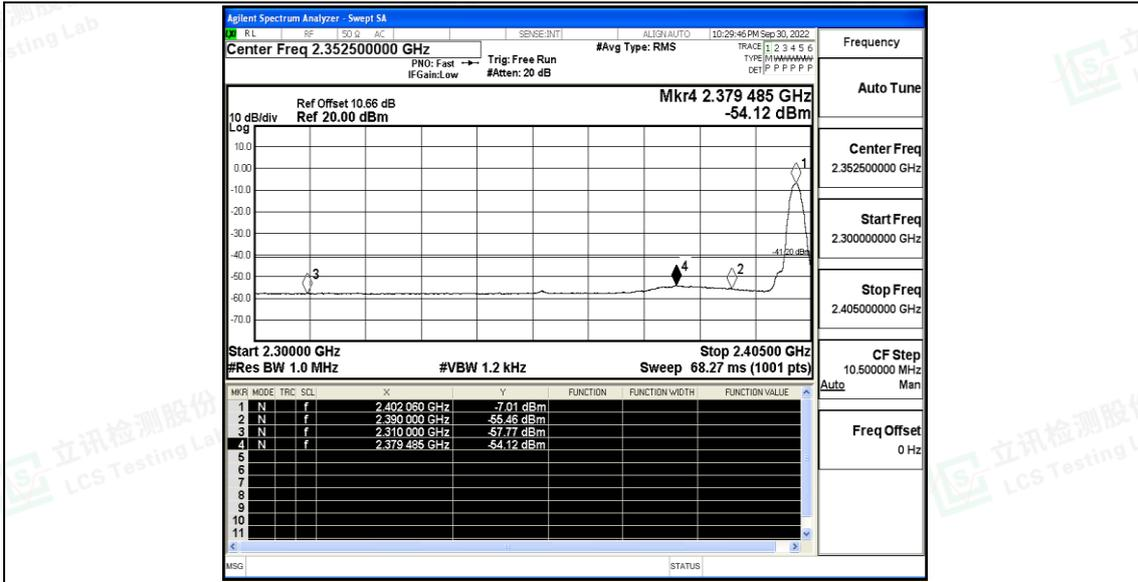 Agilent Spectrum Analyzer - Swept SA
RL RF 50 Ω AC SENSE:INT ALIGNAUTO 10:29:46 PM Sep 30, 2022
Center Freq 2.352500000 GHz
PNO: Fast
IFGain:Low
Trig: Free Run
#Atten: 20 dB
#Avg Type: RMS
TRACE 1 2 3 4 5 6
TYPE M W W W W W
DET P P P P P P
Ref Offset 10.66 dB
10 dB/div Ref 20.00 dBm
Log
Mkr4 2.379 485 GHz
-54.12 dBm
10.0
0.00
-10.0
-20.0
-30.0
-40.0
-50.0
-60.0
-70.0
1
-41.20 dBm
3
4
2
Start 2.30000 GHz Stop 2.40500 GHz
#Res BW 1.0 MHz #VBW 1.2 kHz Sweep 68.27 ms (1001 pts)
MKR MODE TRC SCL X Y FUNCTION FUNCTION WIDTH FUNCTION VALUE
1 N f 2.402 060 GHz -7.01 dBm
2 N f 2.390 000 GHz -55.46 dBm
3 N f 2.310 000 GHz -57.77 dBm
4 N f 2.379 485 GHz -54.12 dBm
5
6
7
8
9
10
11
MSG STATUS
Frequency
Auto Tune
Center Freq
2.352500000 GHz
Start Freq
2.300000000 GHz
Stop Freq
2.405000000 GHz
CF Step
10.500000 MHz
Auto Man
Freq Offset
0 Hz
立讯检测股份
LCS Testing Lab
立讯检测股份
LCS Testing L
sting Lab
立
LC